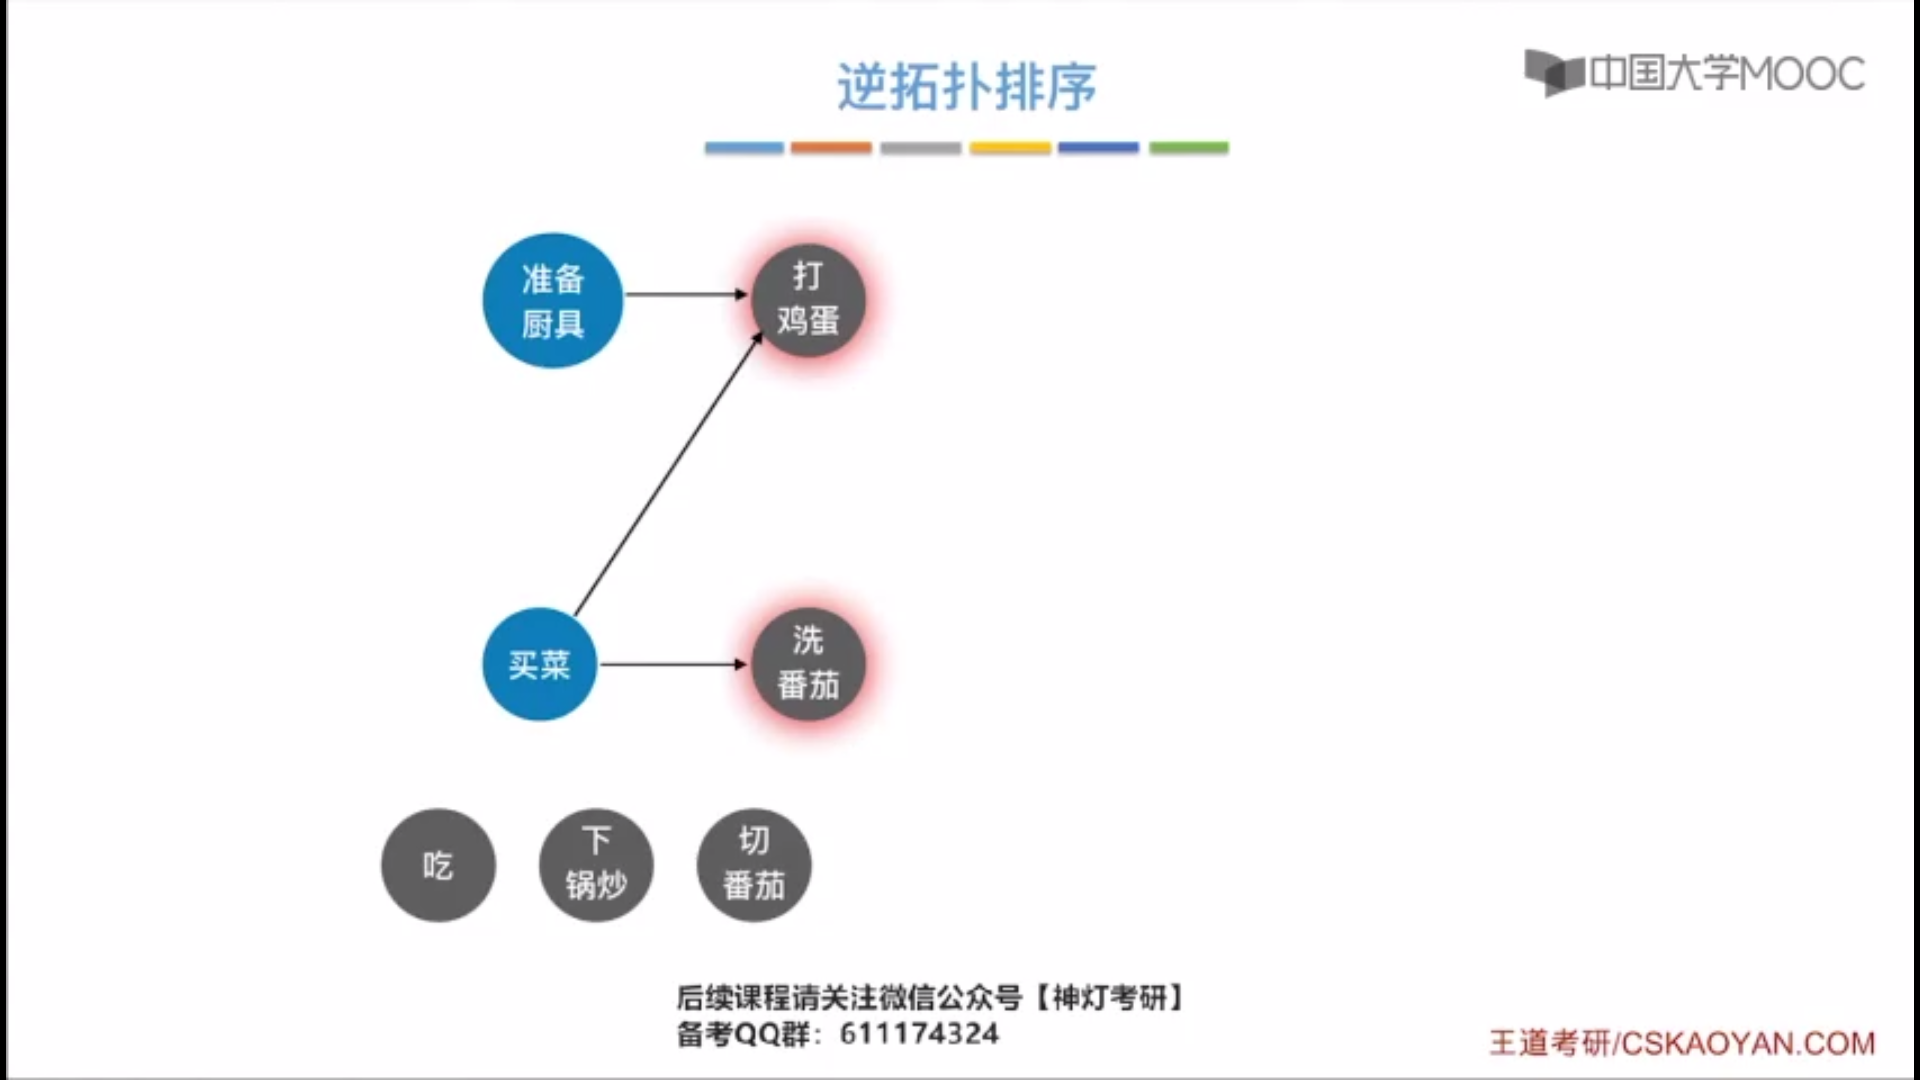 逆拓扑排序
中国大学MOOC
准备
厨具
打
鸡蛋
买菜
洗
番茄
吃
下
锅炒
切
番茄
后续课程请关注微信公众号【神灯考研】
备考QQ群：611174324
王道考研/CSKAOYAN.COM